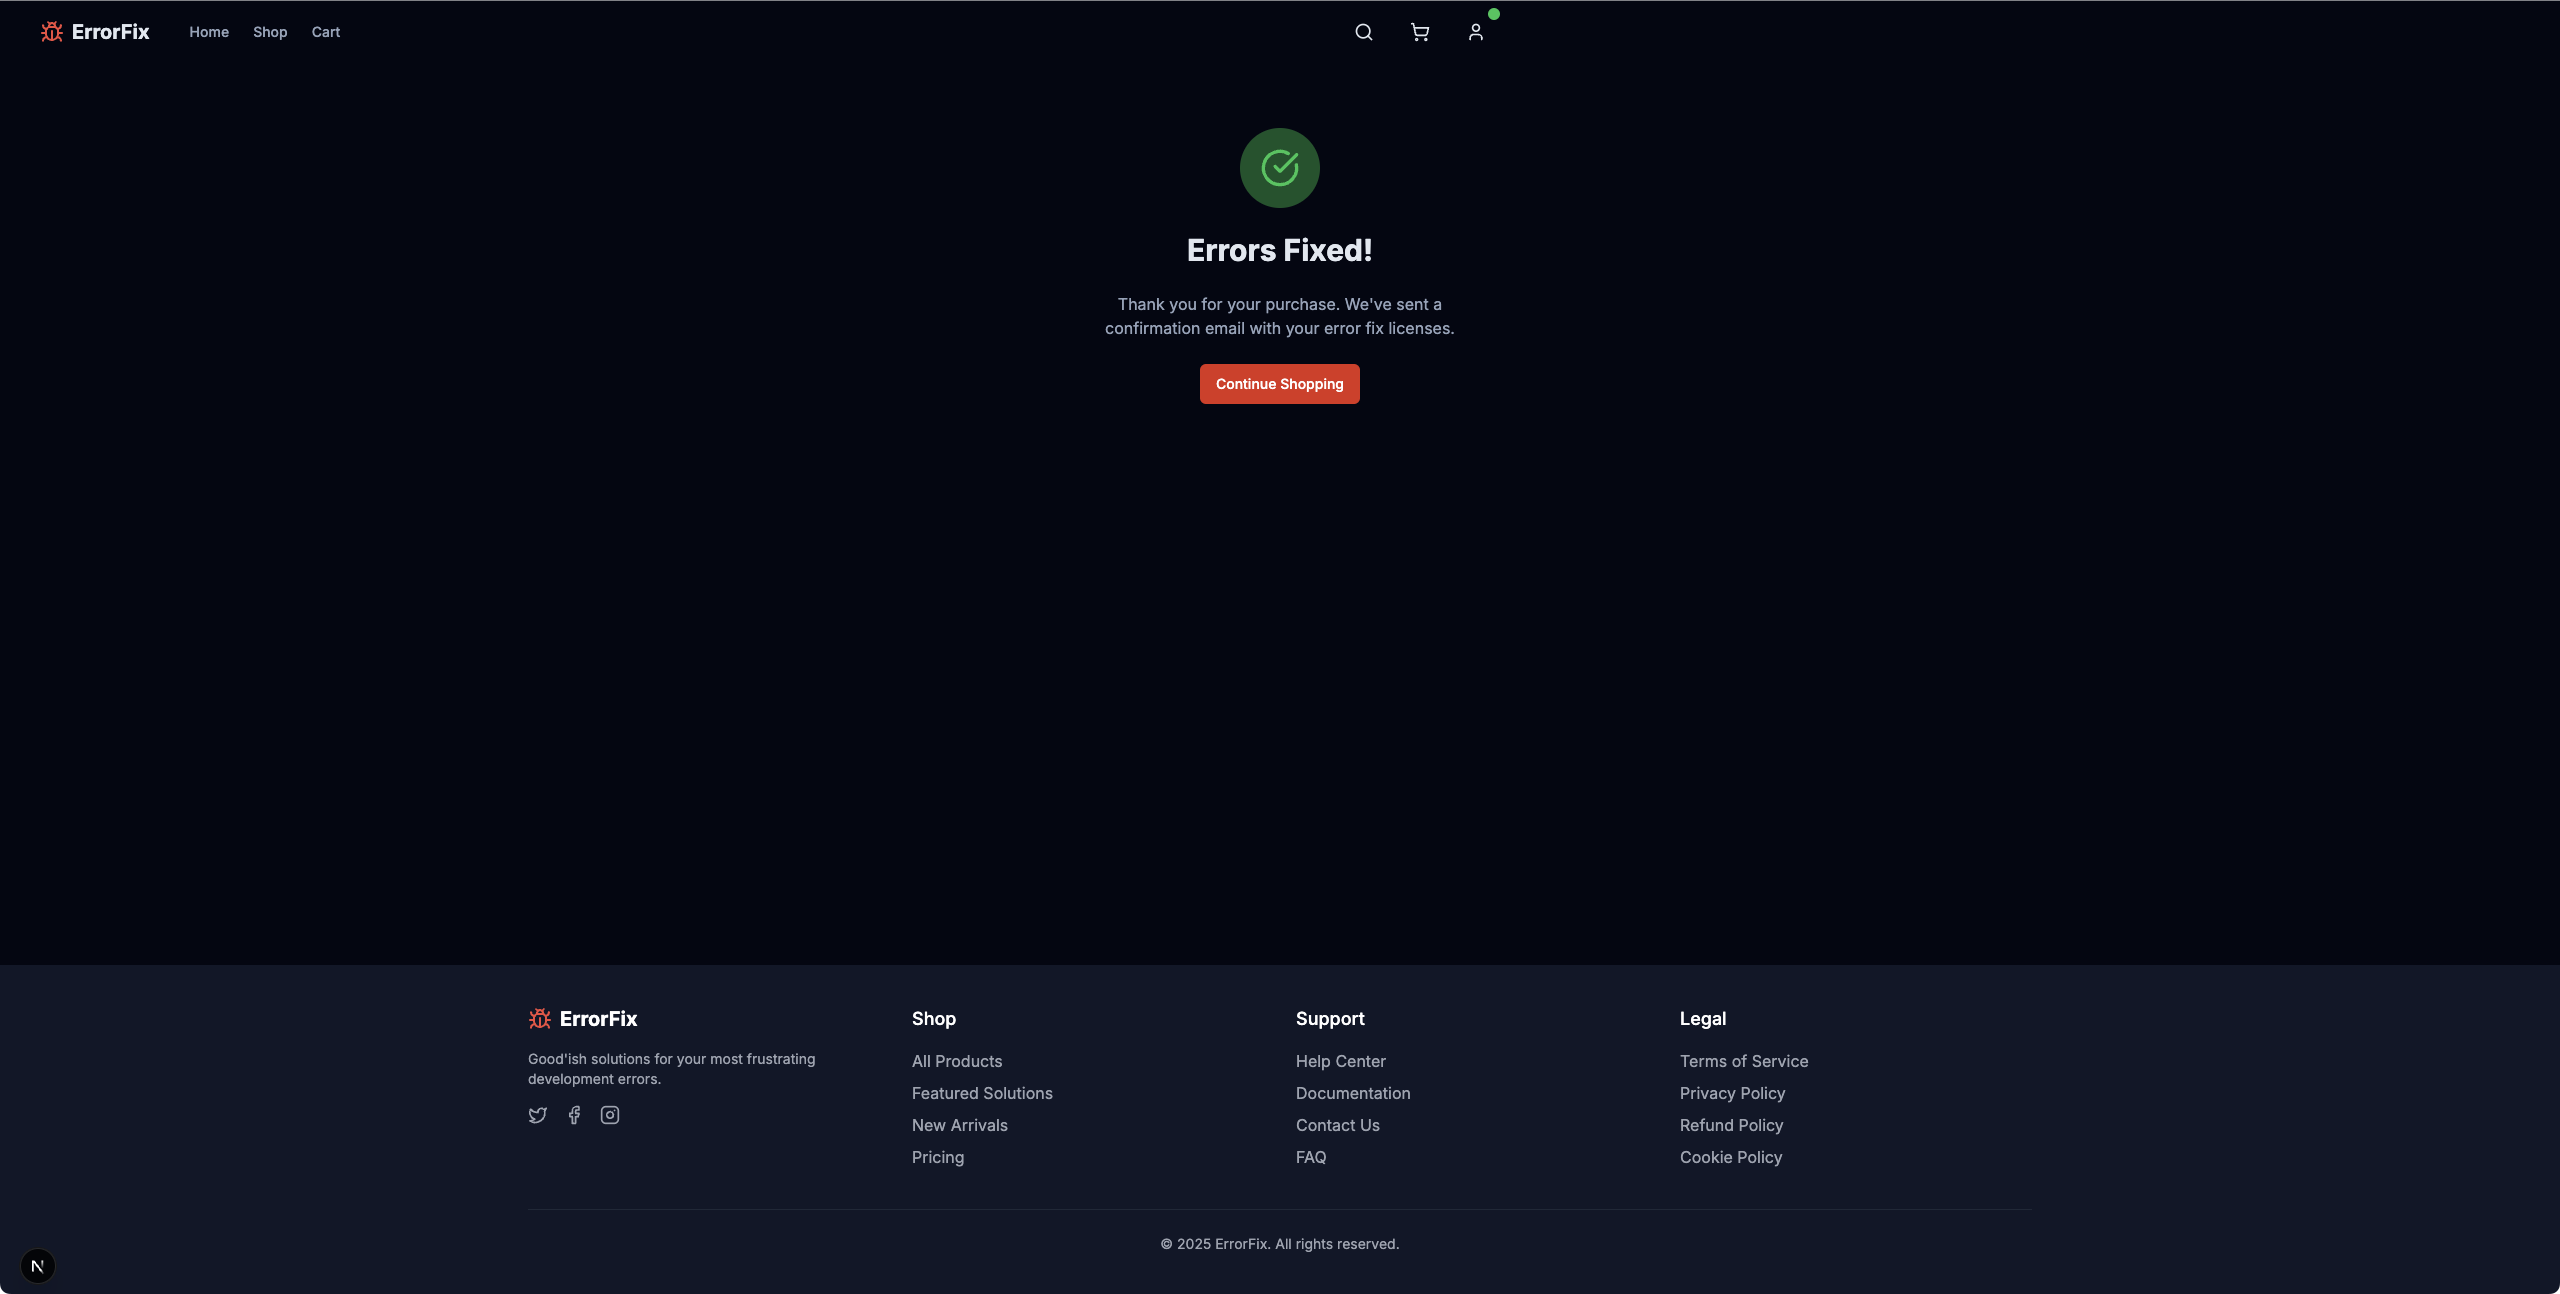 ErrorFix
Home
Shop
Cart
Errors Fixed!
Thank you for your purchase. We've sent a
confirmation email with your error fix licenses.
Continue Shopping
ErrorFix
Good'ish solutions for your most frustrating
development errors.
Shop
All Products
Featured Solutions
New Arrivals
Pricing
Support
Help Center
Documentation
Contact Us
FAQ
Legal
Terms of Service
Privacy Policy
Refund Policy
Cookie Policy
© 2025 ErrorFix. All rights reserved.
N